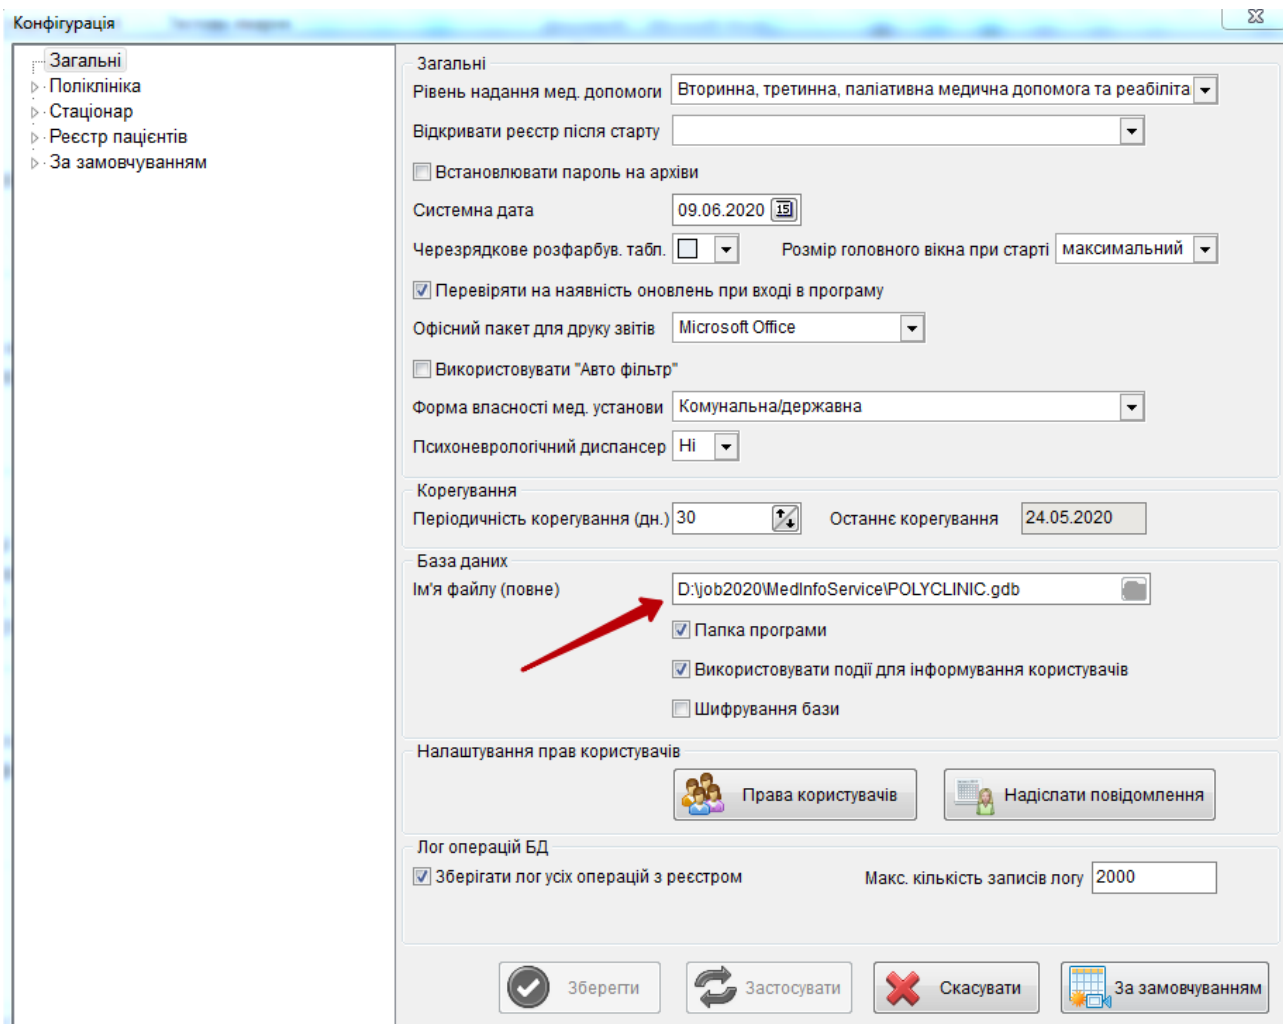 Конфігурація
Загальні
Поліклініка
Стаціонар
Реєстр пацієнтів
За замовчуванням
Загальні
Рівень надання мед. допомоги Вторинна, третинна, паліативна медична допомога та реабіліта
Відкривати реєстр після старту
Встановлювати пароль на архіви
Системна дата 09.06.2020 15
Черезрядкове розфарбув. табл. Розмір головного вікна при старті максимальний
Перевіряти на наявність оновлень при вході в програму
Офісний пакет для друку звітів Microsoft Office
Використовувати "Авто фільтр"
Форма власності мед. установи Комунальна/державна
Психоневрологічний диспансер Ні
Корегування
Періодичність корегування (дн.) 30 Останнє корегування 24.05.2020
База даних
Ім'я файлу (повне) D:\job2020\MedInfoService\POLYCLINIC.gdb
Папка програми
Використовувати події для інформування користувачів
Шифрування бази
Налаштування прав користувачів
Права користувачів Надіслати повідомлення
Лог операцій БД
Зберігати лог усіх операцій з реєстром Макс. кількість записів логу 2000
Зберегти Застосувати Скасувати За замовчуванням